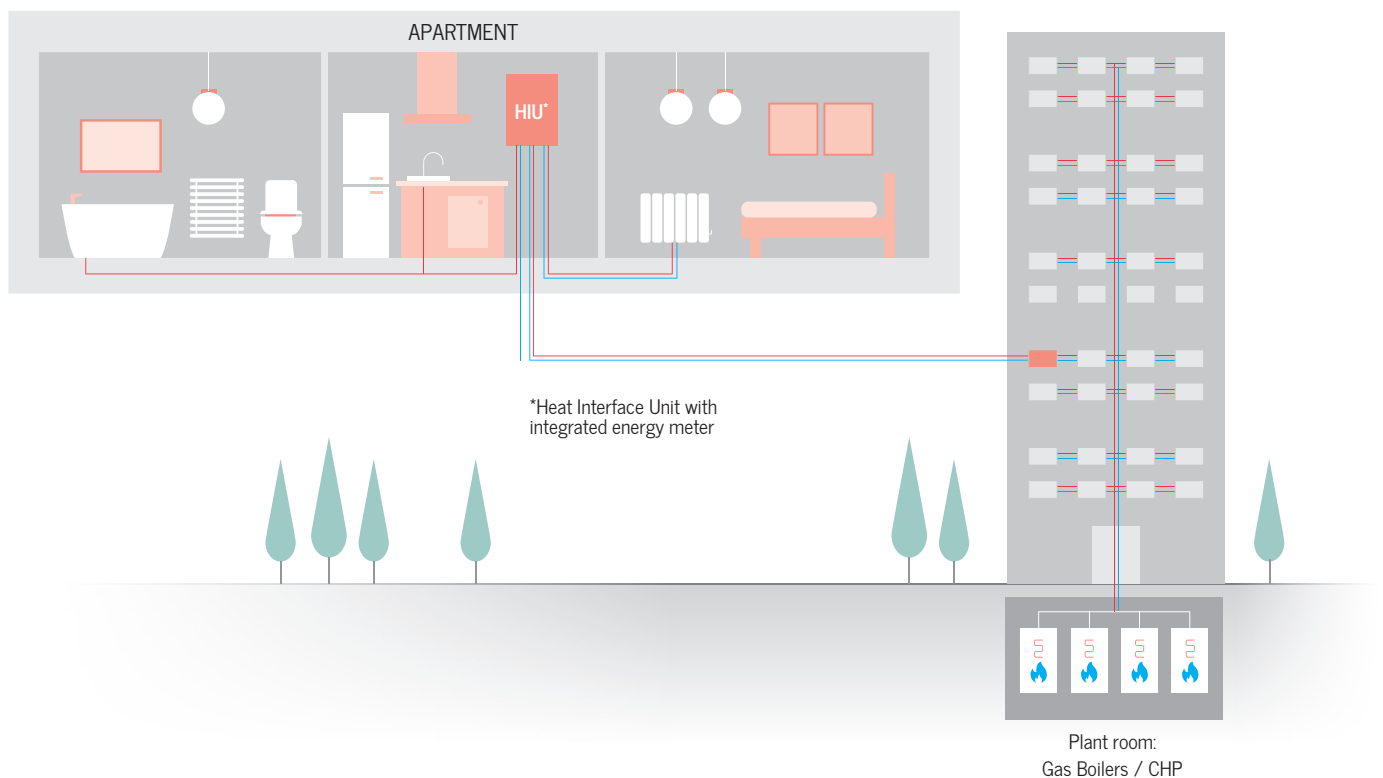 APARTMENT
HIU*
*Heat Interface Unit with
integrated energy meter
Plant room:
Gas Boilers / CHP